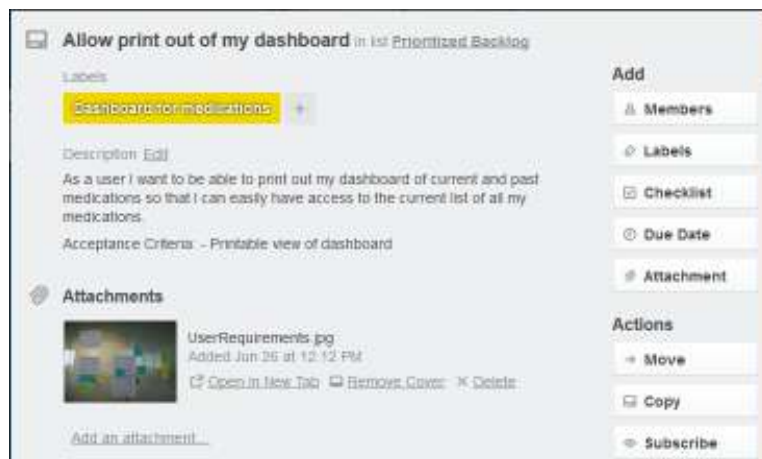 Allow print out of my dashboard in list Prioritized Backlog
Labels
Dashboard for medications +
Description Edit
As a user I want to be able to print out my dashboard of current and past
medications so that I can easily have access to the current list of all my
medications.
Acceptance Criteria: - Printable view of dashboard
Attachments
UserRequirements.jpg
Added Jun 26 at 12:12 PM
Open in New Tab Remove Cover Delete
Add an attachment...
Add
Members
Labels
Checklist
Due Date
Attachment
Actions
Move
Copy
Subscribe